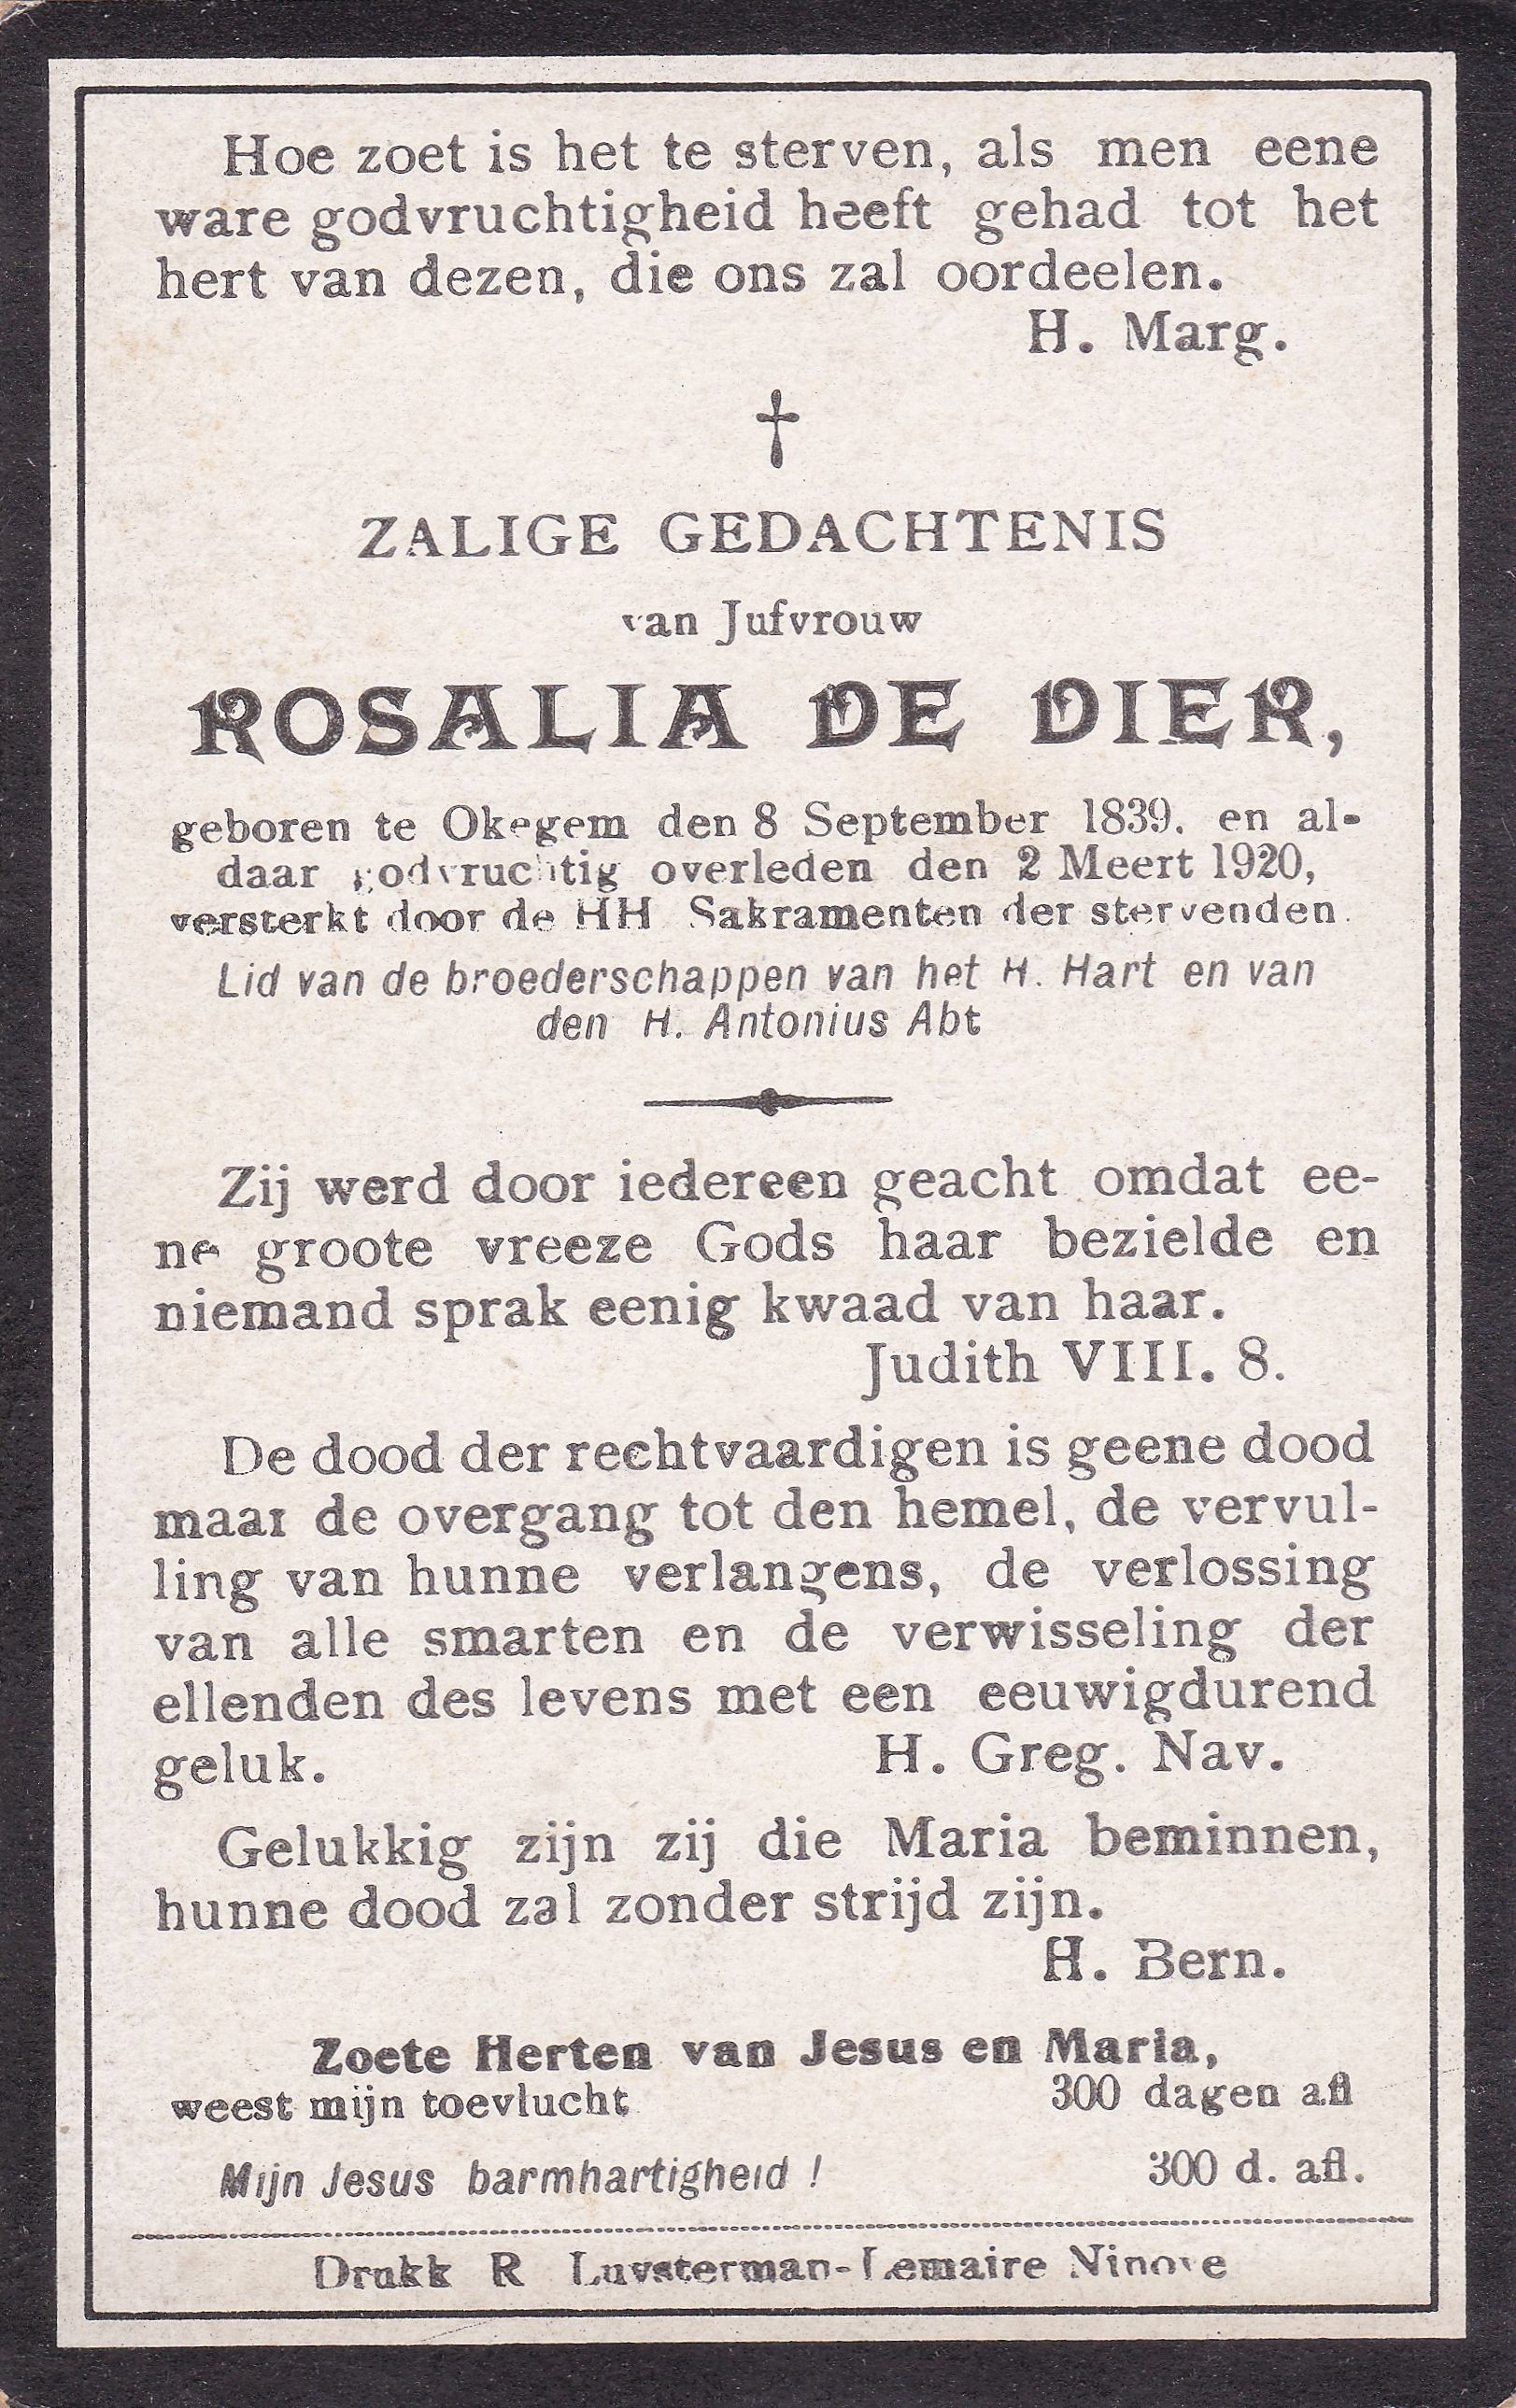 Hoe zoet is het te sterven, als men eene
ware godvruchtigheid heeft gehad tot het
hert van dezen, die ons zal oordeelen.
H. Marg.
†
ZALIGE GEDACHTENIS
van Jufvrouw
ROSALIA DE DIER,
geboren te Okegem den 8 September 1839. en al-
daar godvruchtig overleden den 2 Meert 1920,
versterkt door de HH Sakramenten der stervenden.
Lid van de broederschappen van het H. Hart en van
den H. Antonius Abt
Zij werd door iedereen geacht omdat ee-
ne groote vreeze Gods haar bezielde en
niemand sprak eenig kwaad van haar.
Judith VIII. 8.
De dood der rechtvaardigen is geene dood
maar de overgang tot den hemel, de vervul-
ling van hunne verlangens, de verlossing
van alle smarten en de verwisseling der
ellenden des levens met een eeuwigdurend
geluk. H. Greg. Nav.
Gelukkig zijn zij die Maria beminnen,
hunne dood zal zonder strijd zijn.
H. Bern.
Zoete Herten van Jesus en Maria,
weest mijn toevlucht 300 dagen afl
Mijn Jesus barmhartigheid ! 300 d. afl.
Drukk R Luysterman-Lemaire Ninove